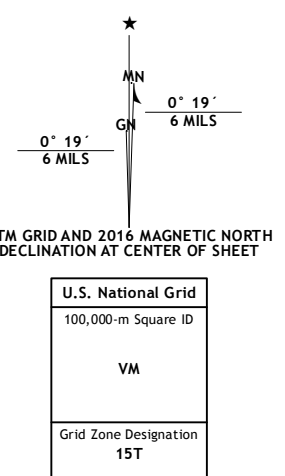 ★
MN
0° 19´
6 MILS
GN
0° 19´
6 MILS
TM GRID AND 2016 MAGNETIC NORTH
DECLINATION AT CENTER OF SHEET
U.S. National Grid
100,000-m Square ID
VM
Grid Zone Designation
15T